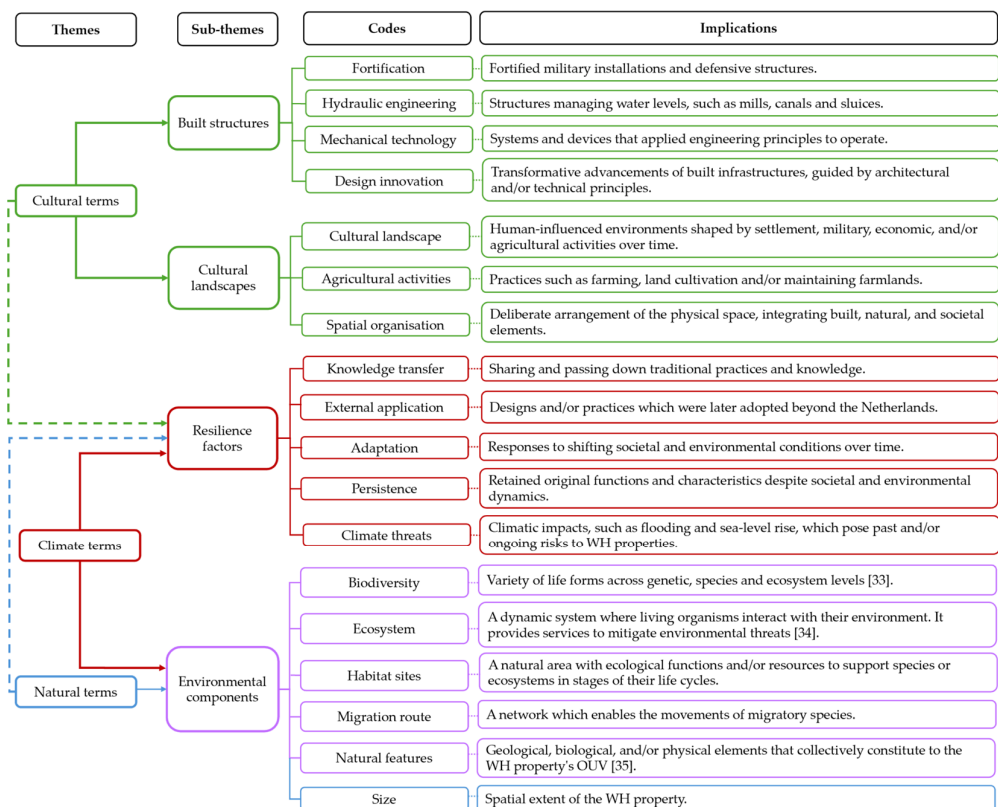 Themes
Sub-themes
Codes
Implications
Cultural terms
Built structures
Fortification
Fortified military installations and defensive structures.
Hydraulic engineering
Structures managing water levels, such as mills, canals and sluices.
Mechanical technology
Systems and devices that applied engineering principles to operate.
Design innovation
Transformative advancements of built infrastructures, guided by architectural
and/or technical principles.
Cultural
landscapes
Cultural landscape
Human-influenced environments shaped by settlement, military, economic, and/or
agricultural activities over time.
Agricultural activities
Practices such as farming, land cultivation and/or maintaining farmlands.
Spatial organisation
Deliberate arrangement of the physical space, integrating built, natural, and societal
elements.
Climate terms
Resilience
factors
Knowledge transfer
Sharing and passing down traditional practices and knowledge.
External application
Designs and/or practices which were later adopted beyond the Netherlands.
Adaptation
Responses to shifting societal and environmental conditions over time.
Persistence
Retained original functions and characteristics despite societal and environmental
dynamics.
Climate threats
Climatic impacts, such as flooding and sea-level rise, which pose past and/or
ongoing risks to WH properties.
Natural terms
Environmental
components
Biodiversity
Variety of life forms across genetic, species and ecosystem levels [33].
Ecosystem
A dynamic system where living organisms interact with their environment. It
provides services to mitigate environmental threats [34].
Habitat sites
A natural area with ecological functions and/or resources to support species or
ecosystems in stages of their life cycles.
Migration route
A network which enables the movements of migratory species.
Natural features
Geological, biological, and/or physical elements that collectively constitute to the
WH property's OUV [35].
Size
Spatial extent of the WH property.